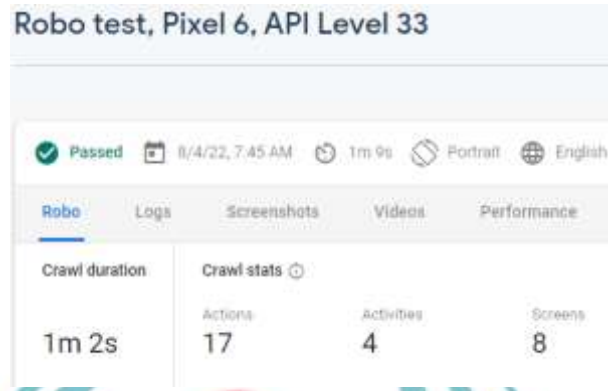 Robo test, Pixel 6, API Level 33
Passed 8/4/22, 7:45 AM 1m 9s Portrait English
Robo Logs Screenshots Videos Performance
Crawl duration Crawl stats
Actions Activities Screens
1m 2s 17 4 8